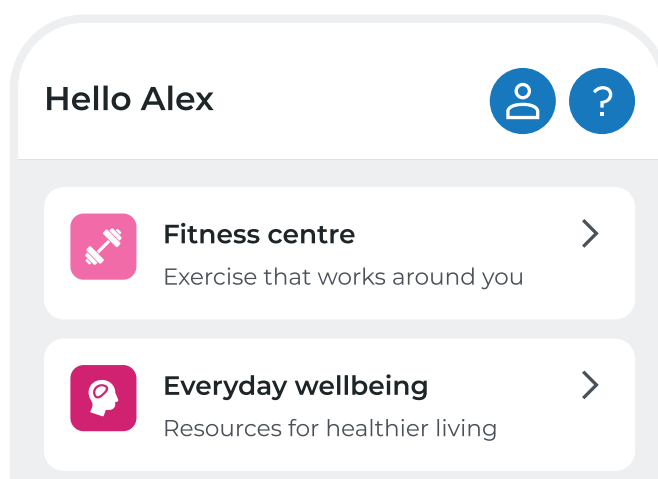 Hello Alex
?
Fitness centre
Exercise that works around you
Everyday wellbeing
Resources for healthier living